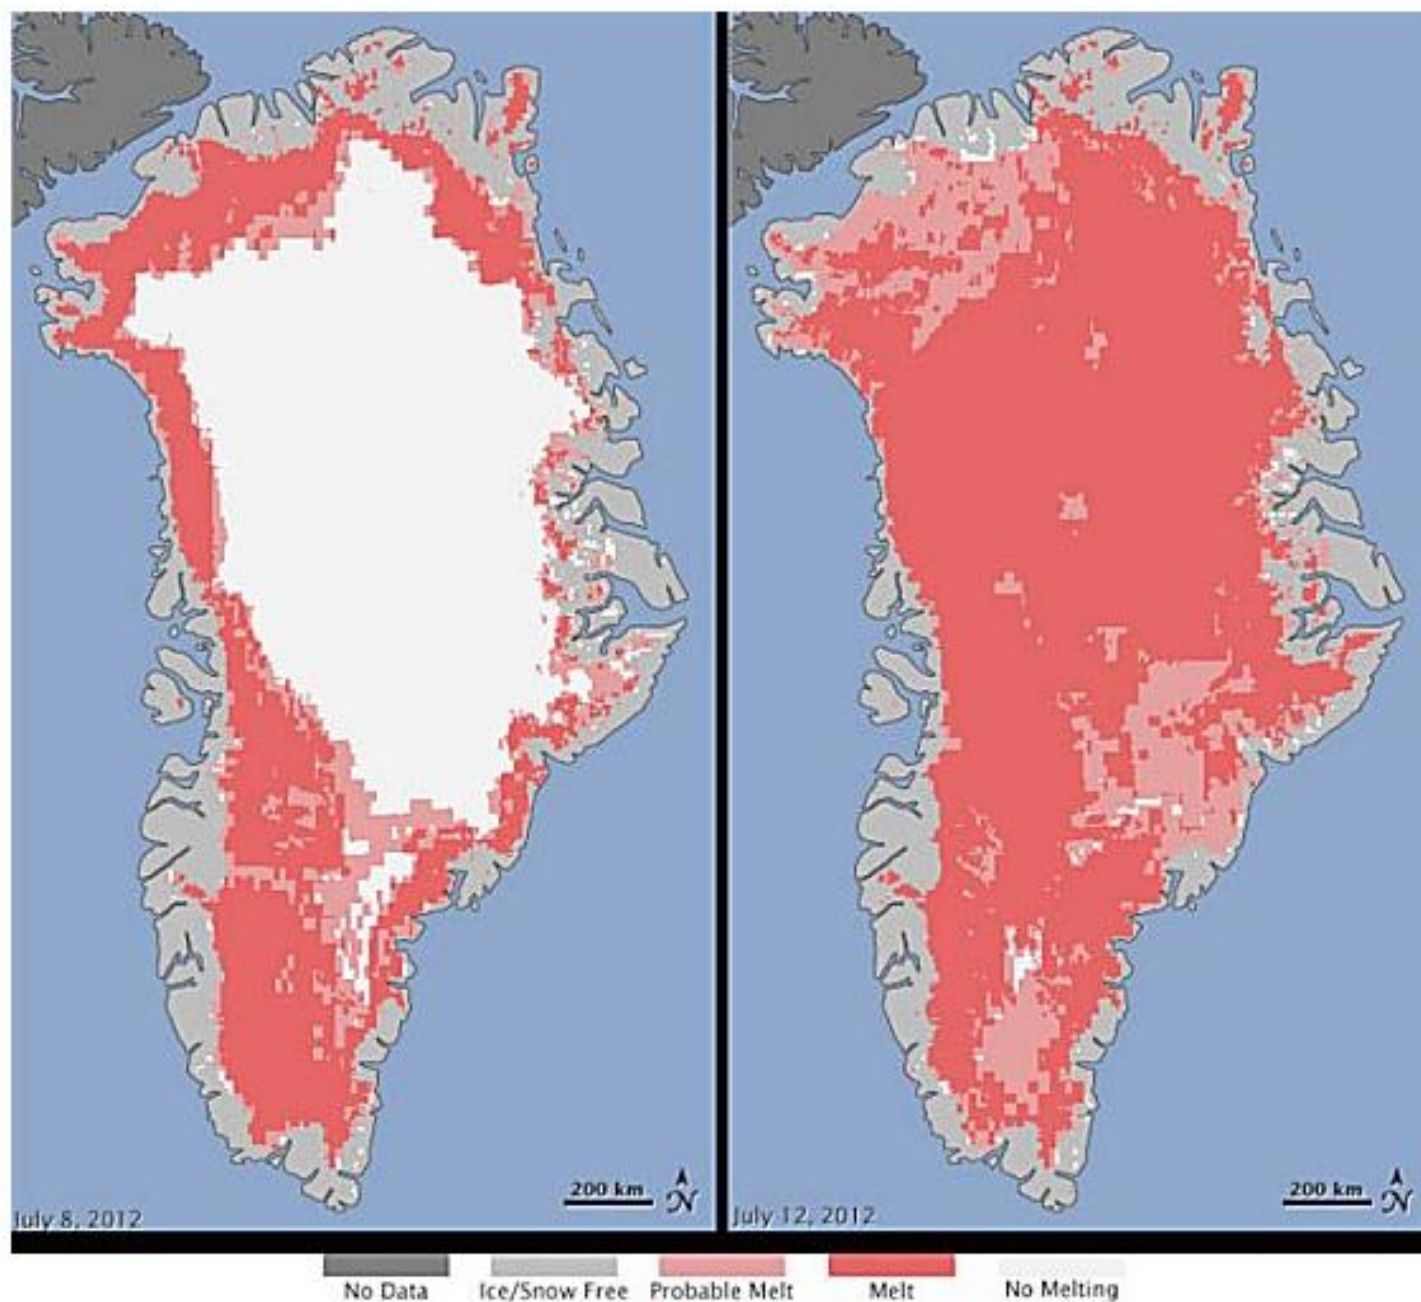 200 km
N
July 8, 2012
200 km
N
July 12, 2012
No Data
Ice/Snow Free
Probable Melt
Melt
No Melting